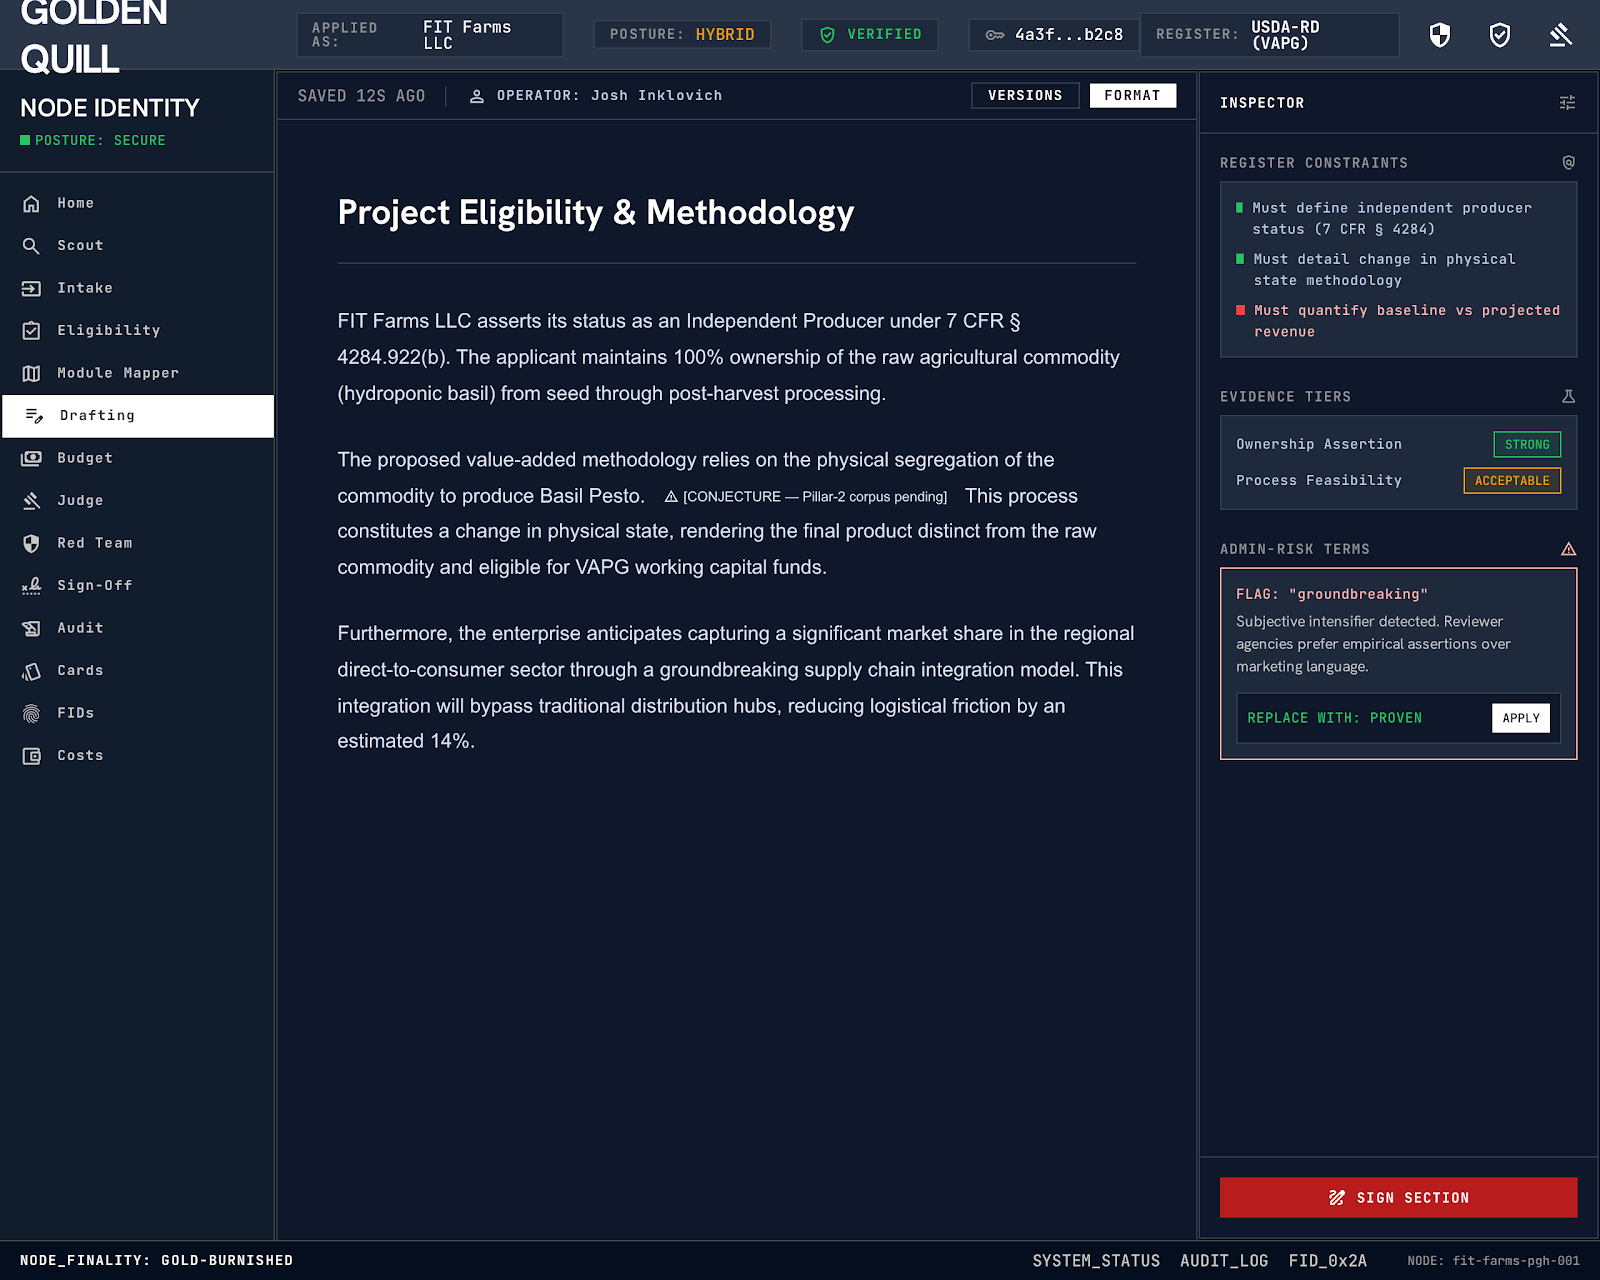 GOLDEN
QUILL
APPLIED
AS:
FIT Farms
LLC
POSTURE: HYBRID
VERIFIED
4a3f...b2c8
REGISTER:
USDA-RD
(VAPG)
NODE IDENTITY
POSTURE: SECURE
Home
Scout
Intake
Eligibility
Module Mapper
Drafting
Budget
Judge
Red Team
Sign-Off
Audit
Cards
FIDs
Costs
SAVED 12S AGO
OPERATOR: Josh Inklovich
VERSIONS
FORMAT
Project Eligibility & Methodology
FIT Farms LLC asserts its status as an Independent Producer under 7 CFR §
4284.922(b). The applicant maintains 100% ownership of the raw agricultural commodity
(hydroponic basil) from seed through post-harvest processing.
The proposed value-added methodology relies on the physical segregation of the
commodity to produce Basil Pesto. [CONJECTURE — Pillar-2 corpus pending] This process
constitutes a change in physical state, rendering the final product distinct from the raw
commodity and eligible for VAPG working capital funds.
Furthermore, the enterprise anticipates capturing a significant market share in the regional
direct-to-consumer sector through a groundbreaking supply chain integration model. This
integration will bypass traditional distribution hubs, reducing logistical friction by an
estimated 14%.
INSPECTOR
REGISTER CONSTRAINTS
Must define independent producer
status (7 CFR § 4284)
Must detail change in physical
state methodology
Must quantify baseline vs projected
revenue
EVIDENCE TIERS
Ownership Assertion STRONG
Process Feasibility ACCEPTABLE
ADMIN-RISK TERMS
FLAG: "groundbreaking"
Subjective intensifier detected. Reviewer
agencies prefer empirical assertions over
marketing language.
REPLACE WITH: PROVEN
APPLY
SIGN SECTION
NODE_FINALITY: GOLD-BURNISHED
SYSTEM_STATUS AUDIT_LOG FID_0x2A
NODE: fit-farms-pgh-001